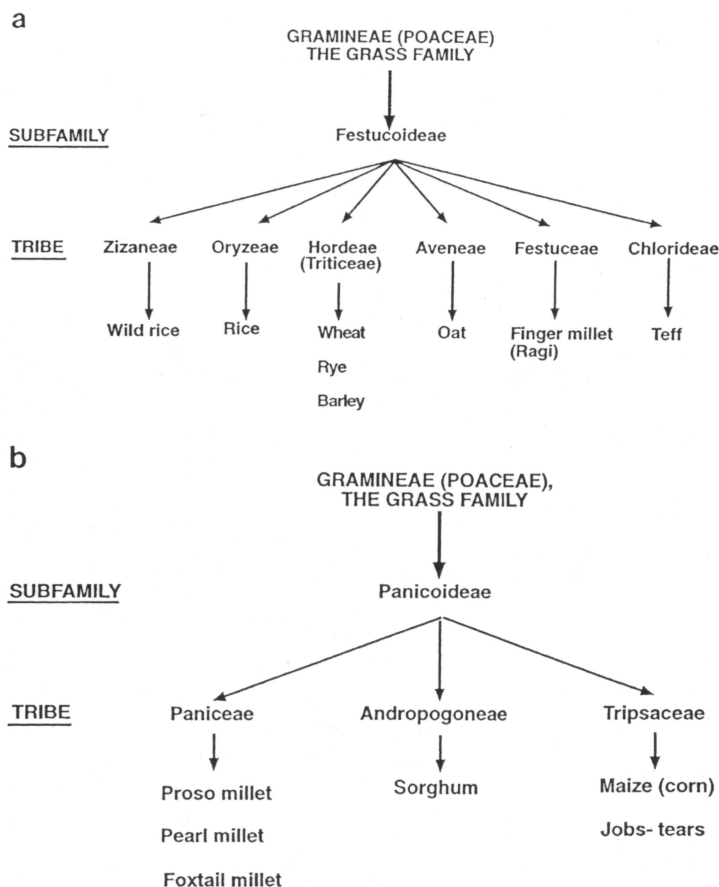 a
GRAMINEAE (POACEAE)
THE GRASS FAMILY
SUBFAMILY
Festucoideae
TRIBE
Zizaneae
Oryzeae
Hordeae
(Triticeae)
Aveneae
Festuceae
Chlorideae
Wild rice
Rice
Wheat
Rye
Barley
Oat
Finger millet
(Ragi)
Teff
b
GRAMINEAE (POACEAE),
THE GRASS FAMILY
SUBFAMILY
Panicoideae
TRIBE
Paniceae
Andropogoneae
Tripsaceae
Proso millet
Pearl millet
Foxtail millet
Sorghum
Maize (corn)
Jobs- tears